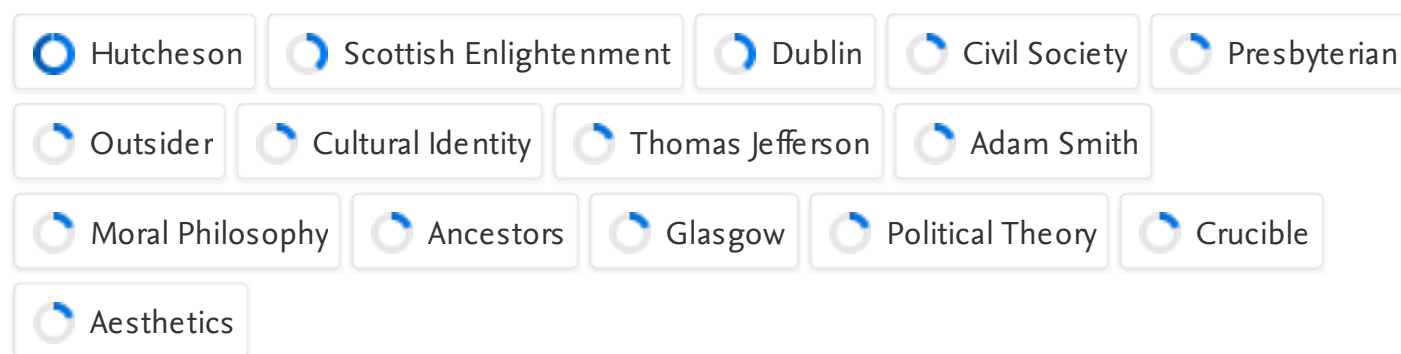 Hutcheson Scottish Enlightenment Dublin Civil Society Presbyterian
Outsider Cultural Identity Thomas Jefferson Adam Smith
Moral Philosophy Ancestors Glasgow Political Theory Crucible
Aesthetics